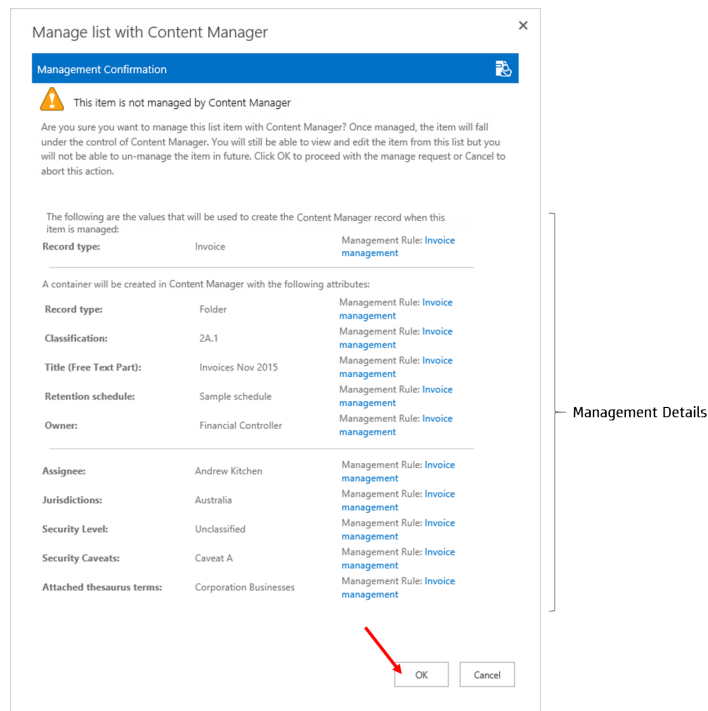 Manage list with Content Manager
Management Confirmation
This item is not managed by Content Manager
Are you sure you want to manage this list item with Content Manager? Once managed, the item will fall
under the control of Content Manager. You will still be able to view and edit the item from this list but you
will not be able to un-manage the item in future. Click OK to proceed with the manage request or Cancel to
abort this action.
The following are the values that will be used to create the Content Manager record when this
item is managed:
Record type: Invoice Management Rule: Invoice
management
A container will be created in Content Manager with the following attributes:
Record type: Folder Management Rule: Invoice
management
Classification: 2A.1 Management Rule: Invoice
management
Title (Free Text Part): Invoices Nov 2015 Management Rule: Invoice
management
Retention schedule: Sample schedule Management Rule: Invoice
management
Owner: Financial Controller Management Rule: Invoice
management
Management Details
Assignee: Andrew Kitchen Management Rule: Invoice
management
Jurisdictions: Australia Management Rule: Invoice
management
Security Level: Unclassified Management Rule: Invoice
management
Security Caveats: Caveat A Management Rule: Invoice
management
Attached thesaurus terms: Corporation Businesses Management Rule: Invoice
management
OK Cancel